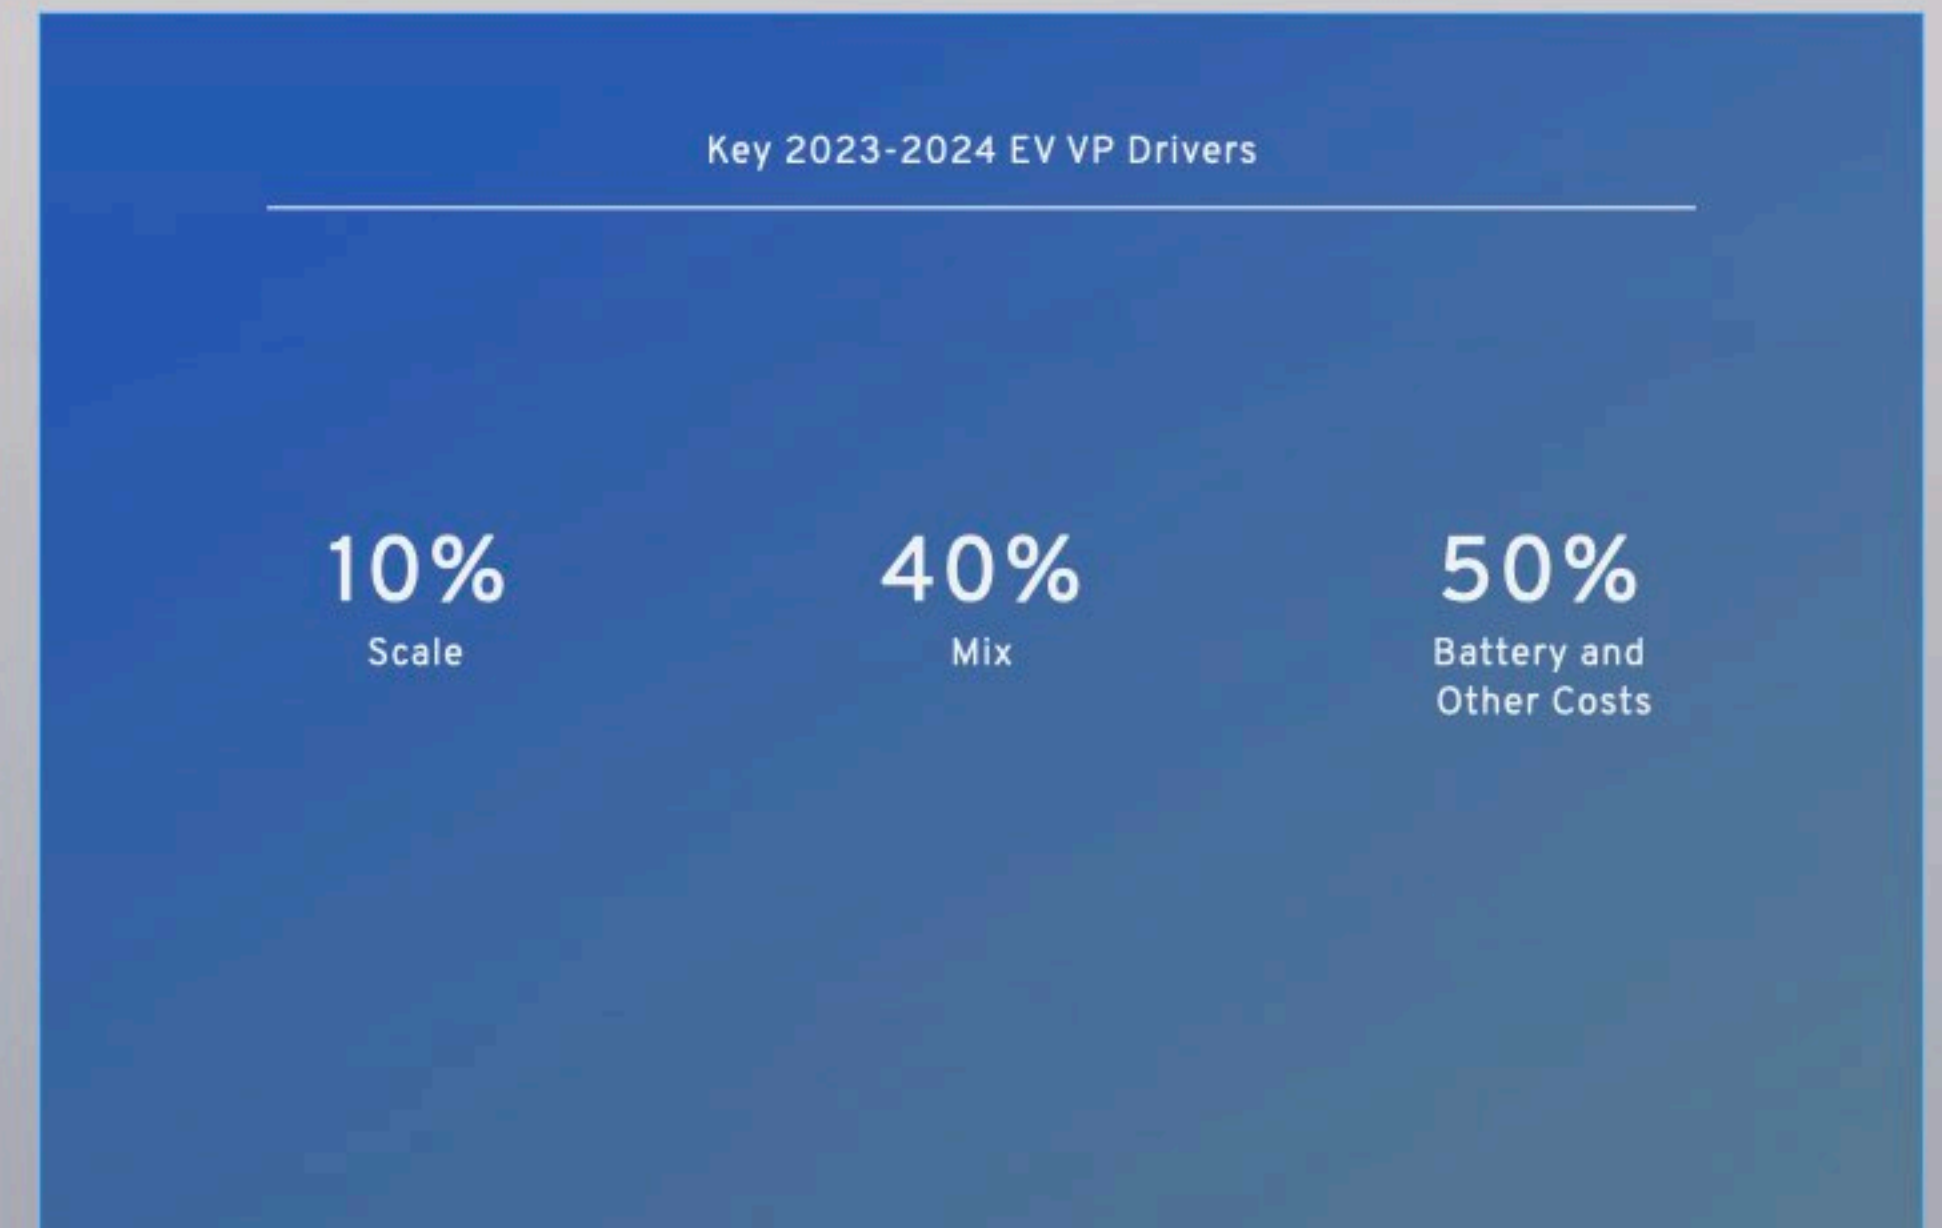 Key 2023-2024 EV VP Drivers
10%
Scale
40%
Mix
50%
Battery and
Other Costs